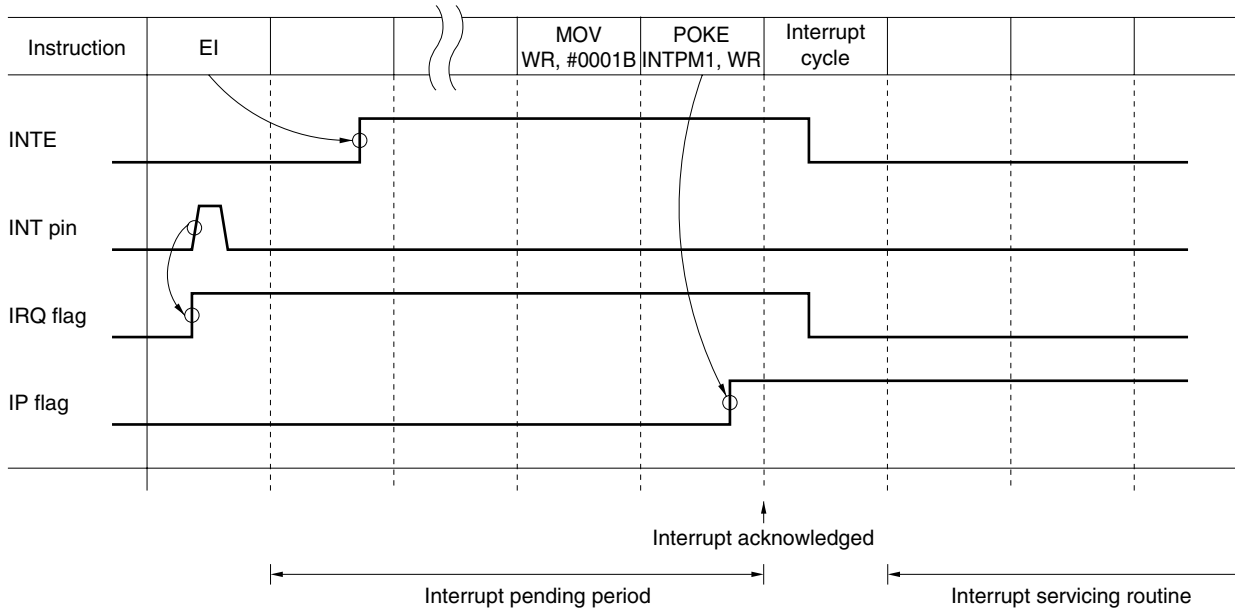 Instruction
EI
MOV
WR, #0001B
POKE
INTPM1, WR
Interrupt
cycle
INTE
INT pin
IRQ flag
IP flag
Interrupt acknowledged
Interrupt pending period
Interrupt servicing routine